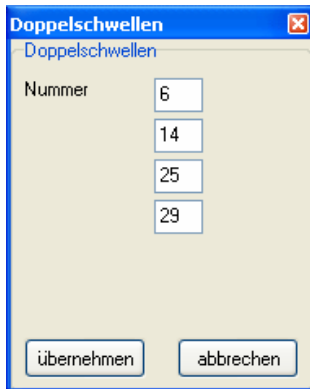 Doppelschwellen
Doppelschwellen
Nummer 6
14
25
29
übernehmen abbrechen